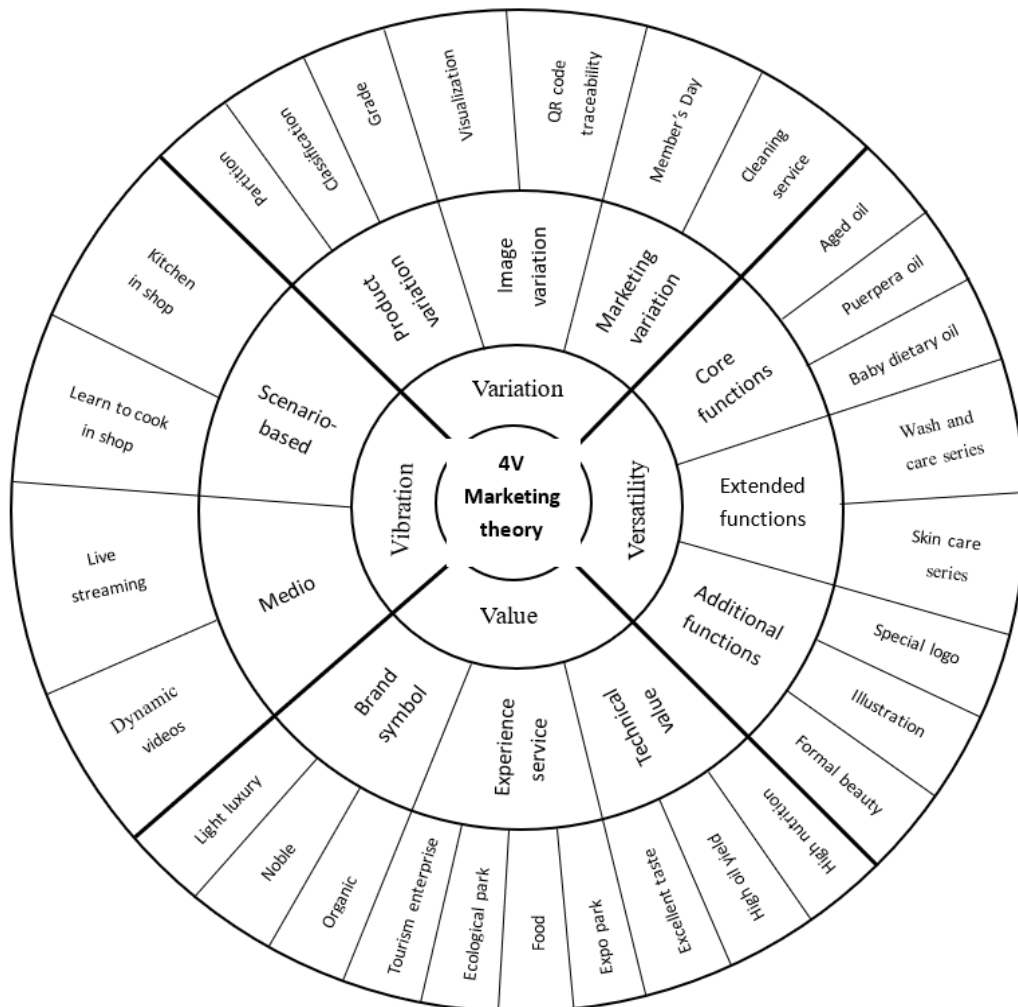 4V
Marketing
theory
Variation
Versatility
Value
Vibration
Product
variation
Image
variation
Marketing
variation
Core
functions
Extended
functions
Additional
functions
Technical
value
Experience
service
Brand
symbol
Medio
Scenario-
based
Partition
Classification
Grade
Visualization
QR code
traceability
Member's Day
Cleaning
service
Aged oil
Puerpera oil
Baby dietary oil
Wash and
care series
Skin care
series
Special logo
Illustration
Formal beauty
High nutrition
High oil yield
Excellent taste
Expo park
Food
Ecological park
Tourism enterprise
Organic
Noble
Light luxury
Dynamic
videos
Live
streaming
Learn to cook
in shop
Kitchen
in shop